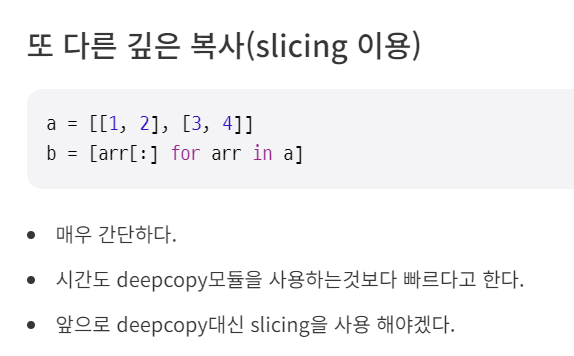 또 다른 깊은 복사(slicing 이용)
a = [[1, 2], [3, 4]]
b = [arr[:] for arr in a]
매우 간단하다.
시간도 deepcopy모듈을 사용하는것보다 빠르다고 한다.
앞으로 deepcopy대신 slicing을 사용 해야겠다.